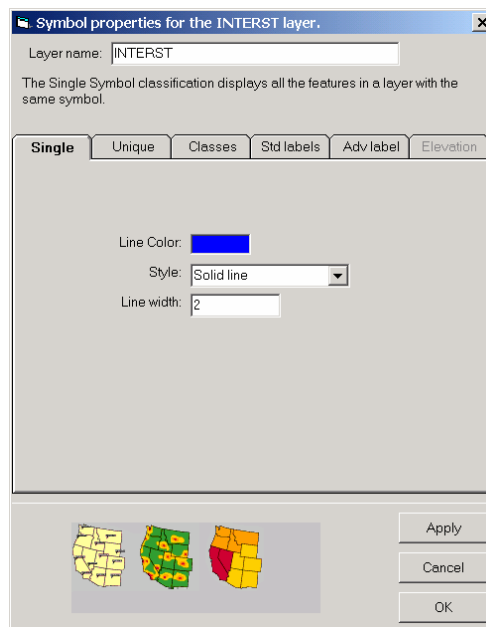 Symbol properties for the INTERST layer.
Layer name: INTERST
The Single Symbol classification displays all the features in a layer with the
same symbol.
Single Unique Classes Std labels Adv label Elevation
Line Color:
Style: Solid line
Line width: 2
Apply
Cancel
OK